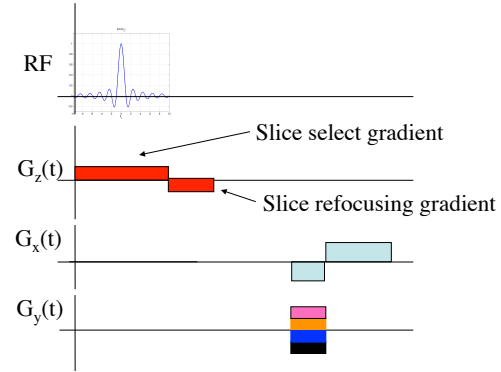 RF
Slice select gradient
Gz(t)
Slice refocusing gradient
Gx(t)
Gy(t)